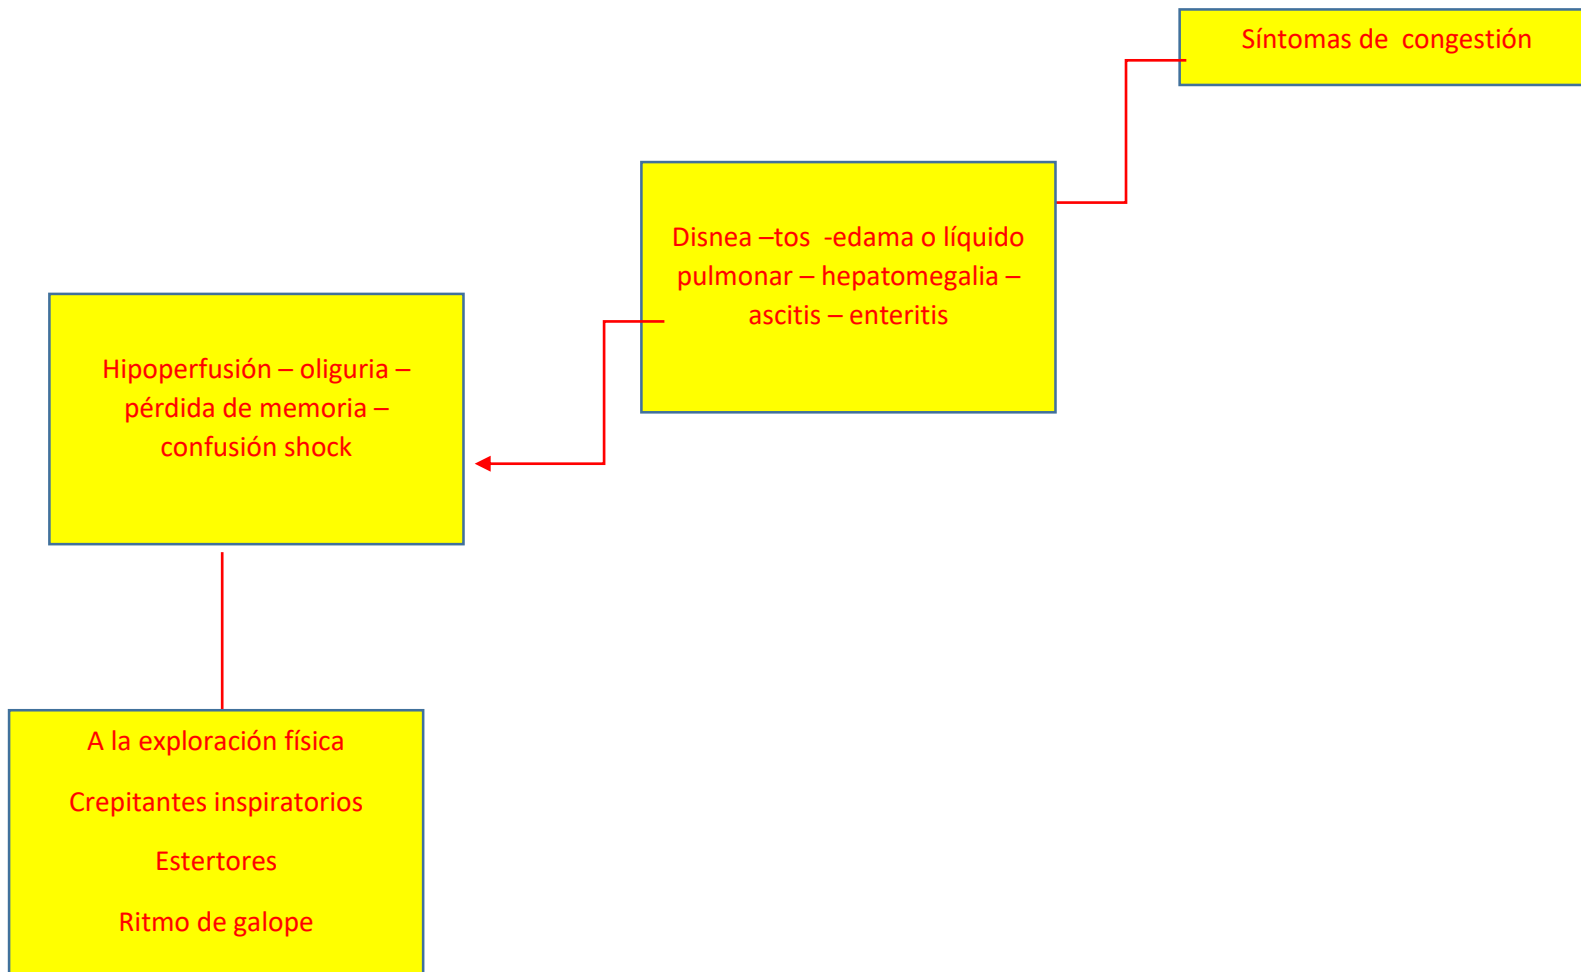 Síntomas de  congestión
Disnea –tos  -edama o líquido
pulmonar – hepatomegalia –
ascitis – enteritis
Hipoperfusión – oliguria –
pérdida de memoria –
confusión shock
A la exploración física
Crepitantes inspiratorios
Estertores
Ritmo de galope